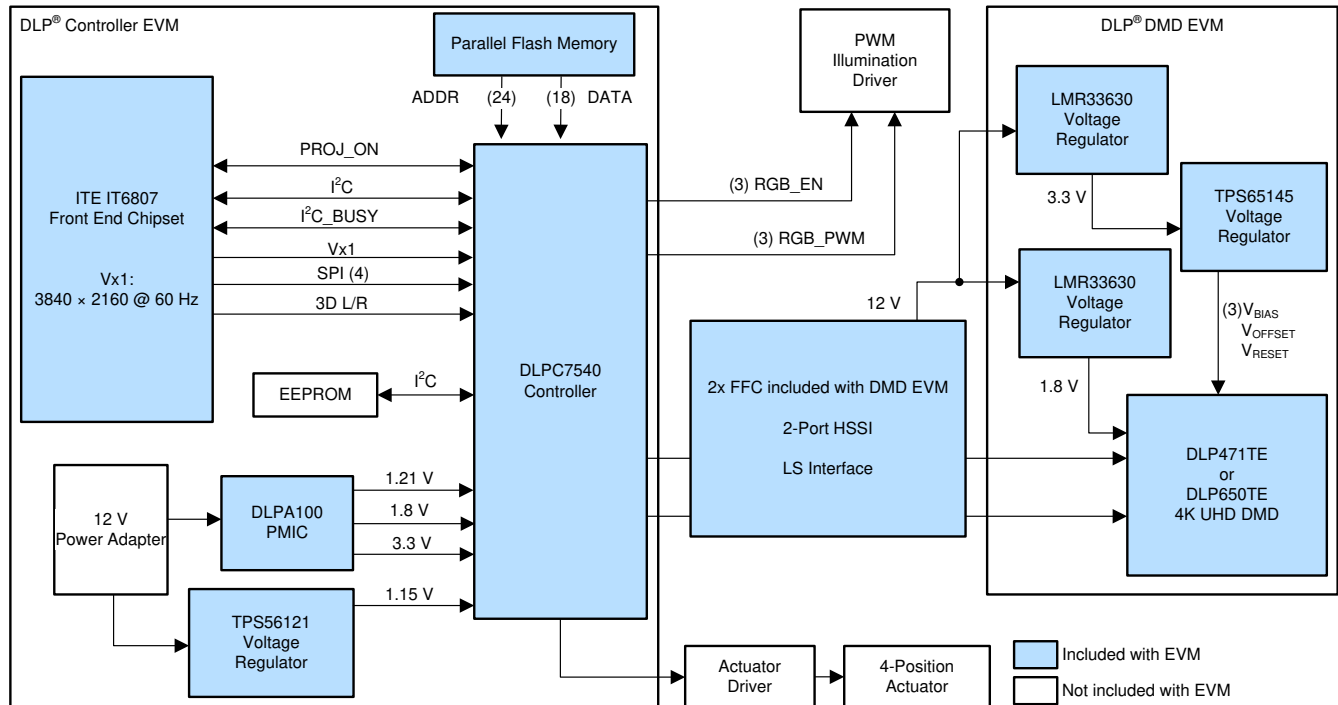 DLP® Controller EVM
Parallel Flash Memory
ADDR (24) (18) DATA
ITE IT6807
Front End Chipset
Vx1:
3840 × 2160 @ 60 Hz
PROJ_ON
I²C
I²C_BUSY
Vx1
SPI (4)
3D L/R
EEPROM
I²C
12 V
Power Adapter
DLPA100
PMIC
1.21 V
1.8 V
3.3 V
TPS56121
Voltage
Regulator
1.15 V
DLPC7540
Controller
PWM
Illumination
Driver
(3) RGB_EN
(3) RGB_PWM
12 V
2x FFC included with DMD EVM
2-Port HSSI
LS Interface
Actuator
Driver
4-Position
Actuator
DLP® DMD EVM
LMR33630
Voltage
Regulator
3.3 V
TPS65145
Voltage
Regulator
LMR33630
Voltage
Regulator
(3)VBIAS
VOFFSET
VRESET
1.8 V
DLP471TE
or
DLP650TE
4K UHD DMD
Included with EVM
Not included with EVM